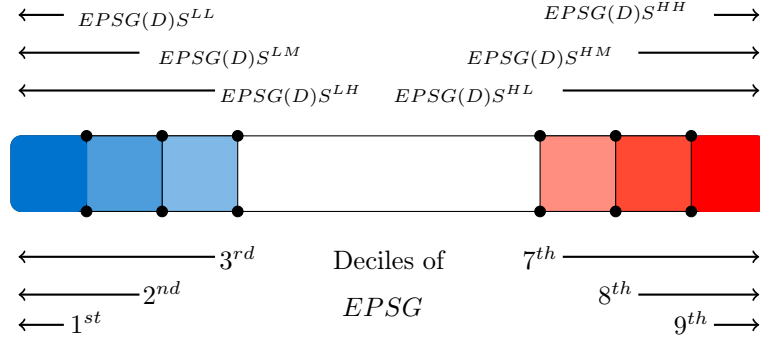 EPSG(D)S^{LL} EPSG(D)S^{HH}
EPSG(D)S^{LM} EPSG(D)S^{HM}
EPSG(D)S^{LH} EPSG(D)S^{HL}
3^{rd} Deciles of 7^{th}
2^{nd} EPSG 8^{th}
1^{st} 9^{th}